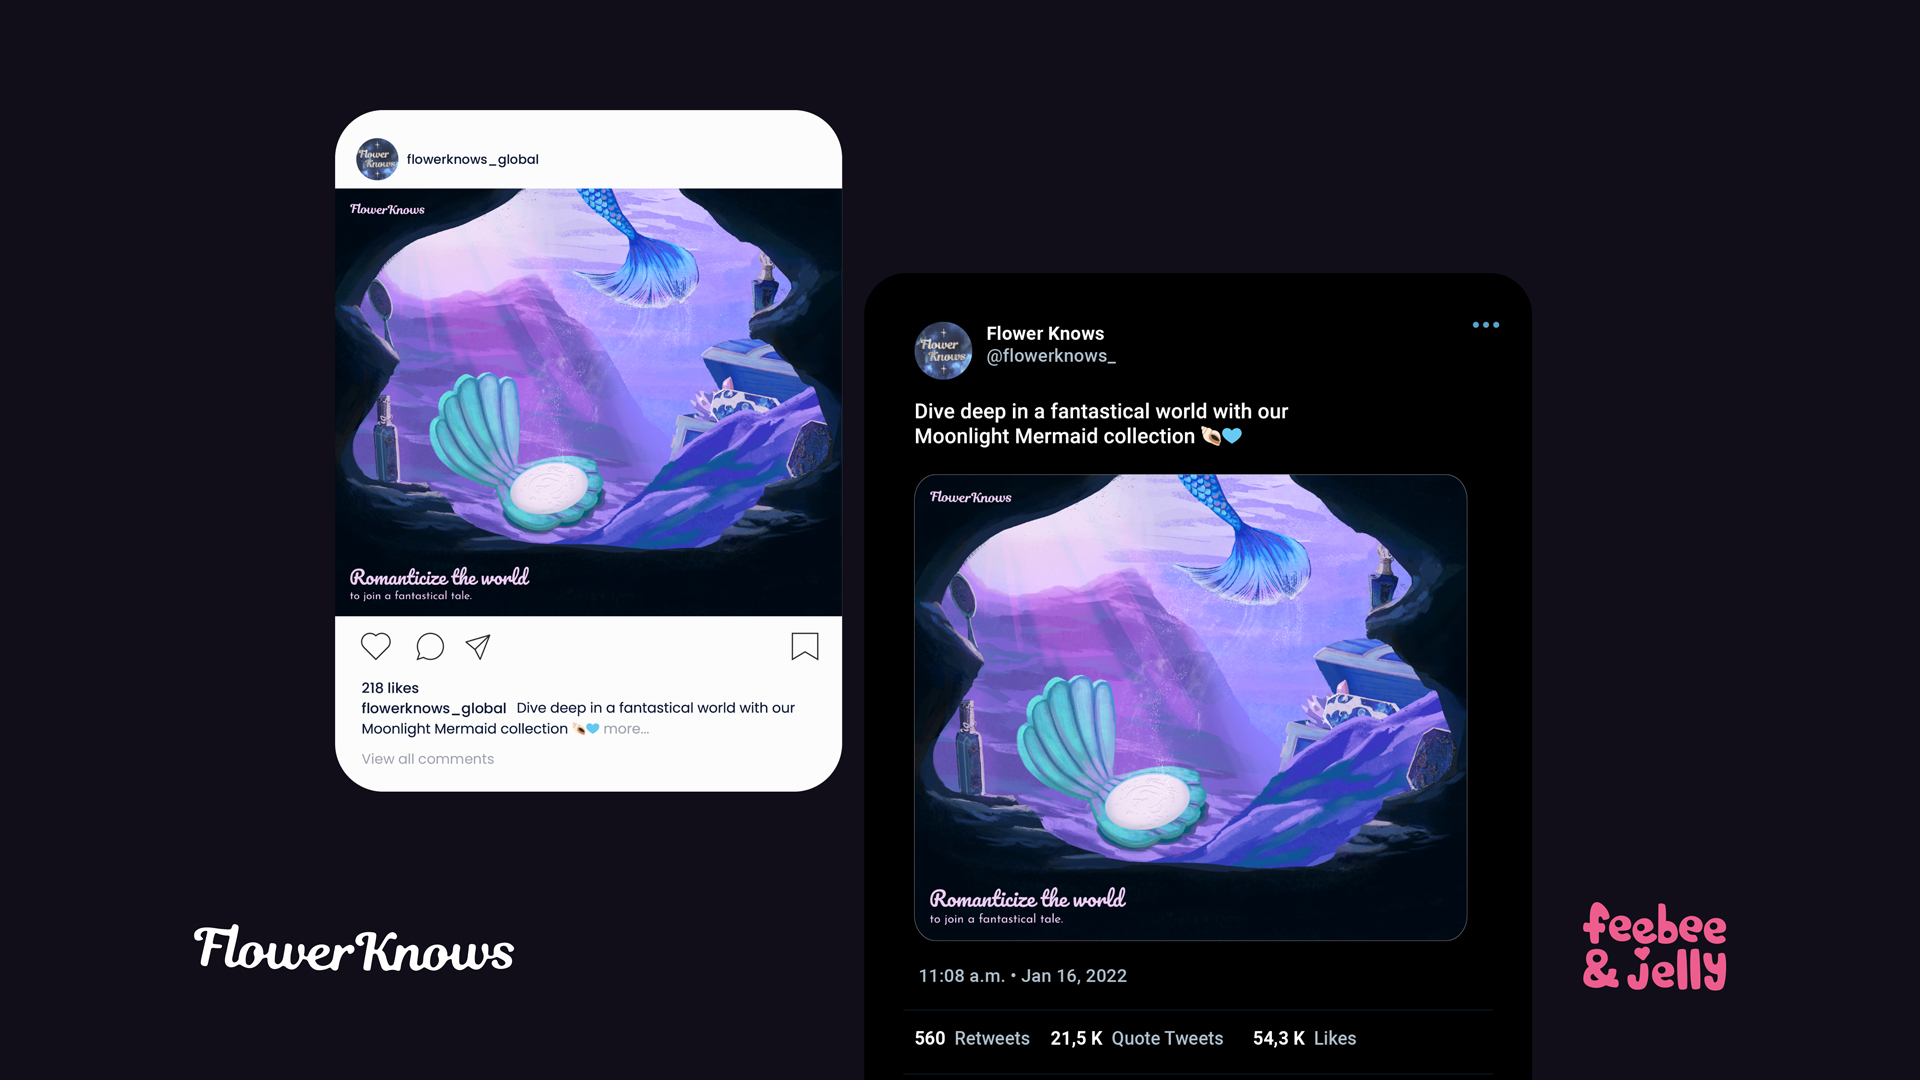 Flower
Knows
flowerknows_global
FlowerKnows
Romanticize the world
to join a fantastical tale.
218 likes
flowerknows_global Dive deep in a fantastical world with our
Moonlight Mermaid collection 🐚🩵 more...
View all comments
Flower
Knows
Flower Knows
@flowerknows_
Dive deep in a fantastical world with our
Moonlight Mermaid collection 🐚🩵
FlowerKnows
Romanticize the world
to join a fantastical tale.
11:08 a.m. • Jan 16, 2022
560 Retweets 21,5 K Quote Tweets 54,3 K Likes
FlowerKnows
feebee
& jelly